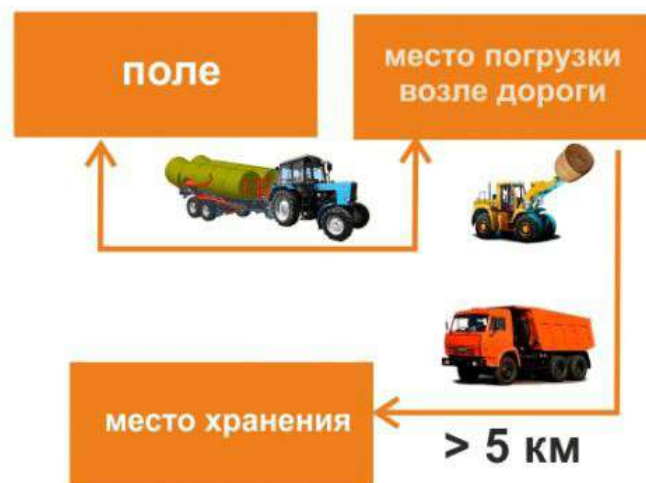 поле
место погрузки
возле дороги
место хранения
> 5 км